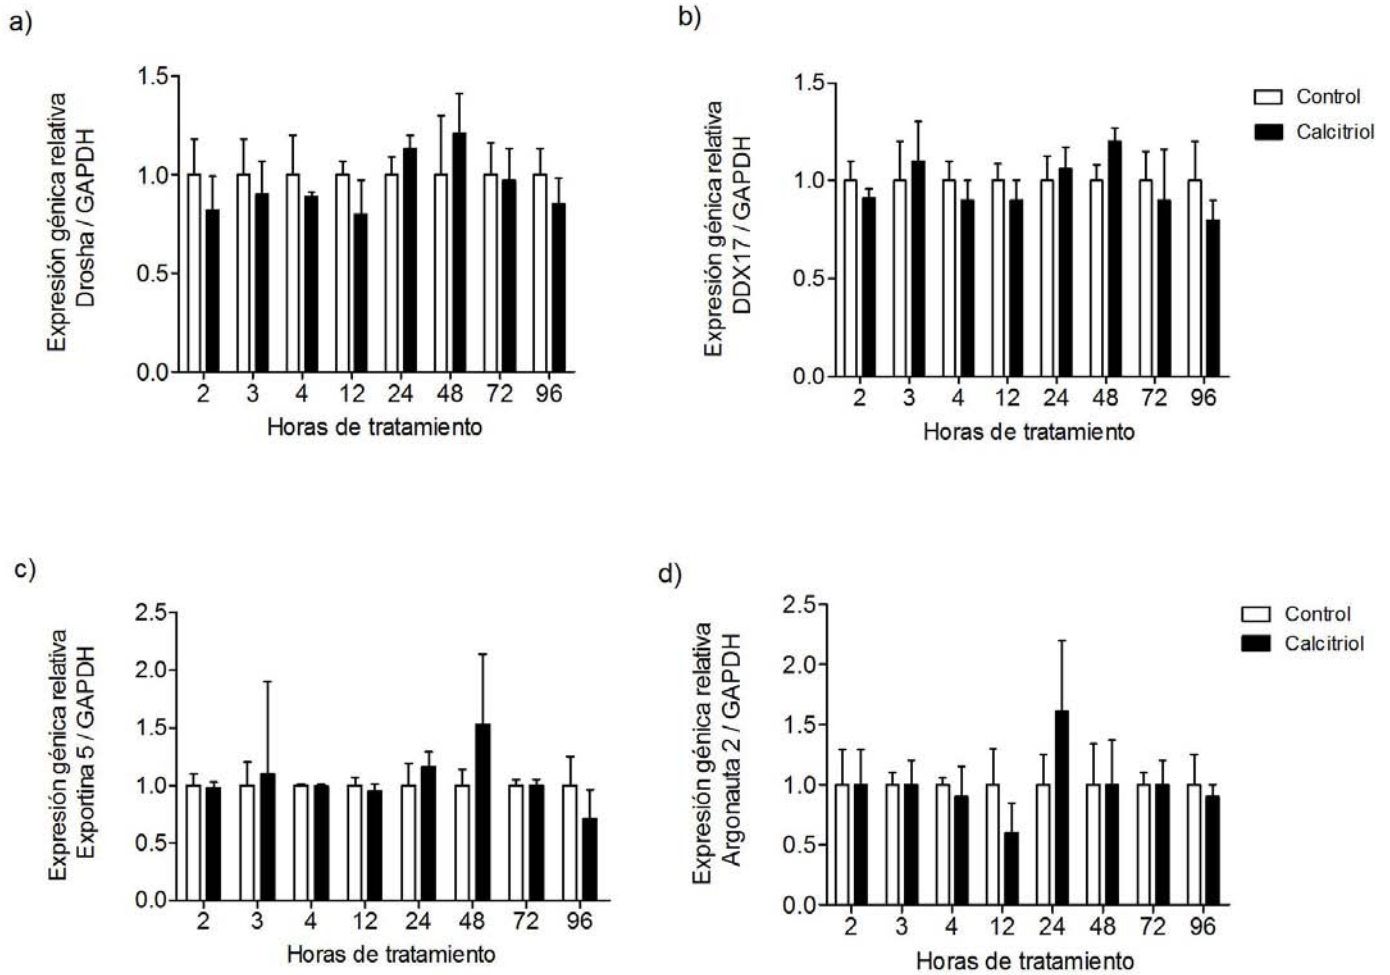 a)
Expresión génica relativa
Drosha / GAPDH
1.5
1.0
0.5
0.0
2 3 4 12 24 48 72 96
Horas de tratamiento
b)
Expresión génica relativa
DDX17 / GAPDH
1.5
1.0
0.5
0.0
2 3 4 12 24 48 72 96
Horas de tratamiento
Control
Calcitriol
c)
Expresión génica relativa
Exportina 5 / GAPDH
2.5
2.0
1.5
1.0
0.5
0.0
2 3 4 12 24 48 72 96
Horas de tratamiento
d)
Expresión génica relativa
Argonauta 2 / GAPDH
2.5
2.0
1.5
1.0
0.5
0.0
2 3 4 12 24 48 72 96
Horas de tratamiento
Control
Calcitriol